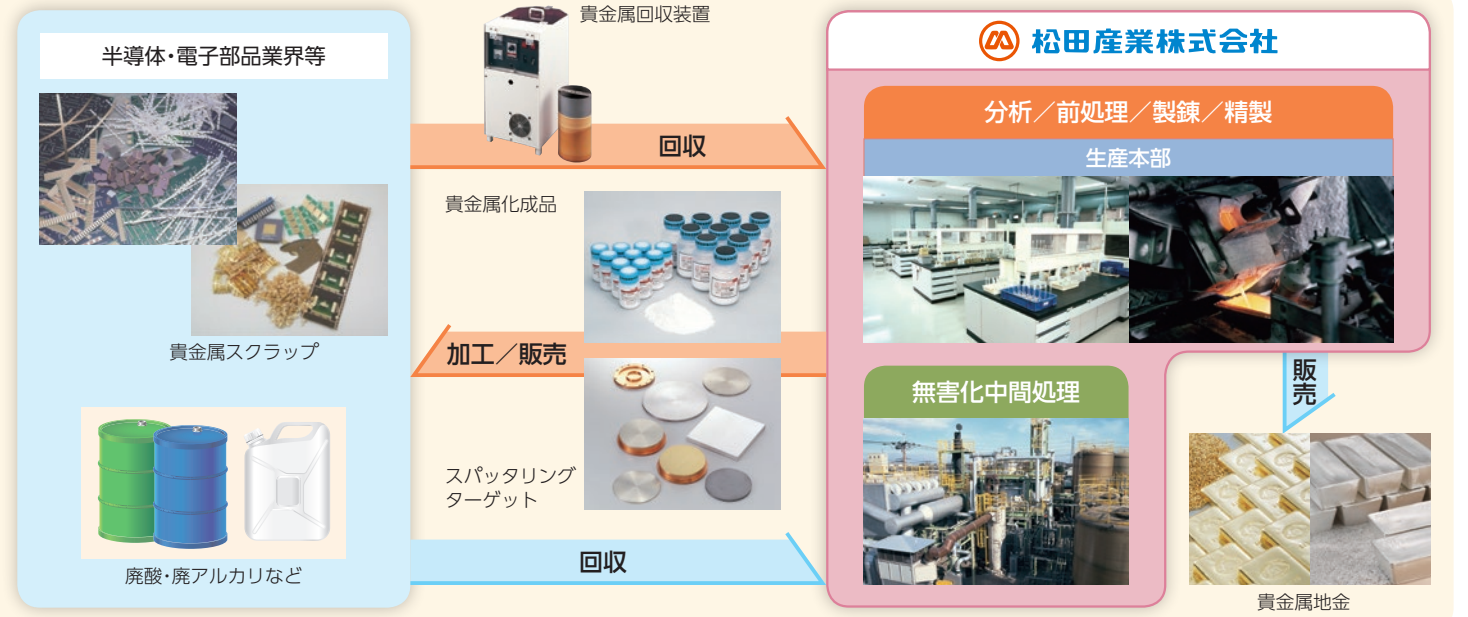 半導体・電子部品業界等
貴金属スクラップ
廃酸・廃アルカリなど
貴金属回収装置
回収
貴金属化成品
加工／販売
スパッタリング
ターゲット
回収
松田産業株式会社
分析／前処理／製錬／精製
生産本部
無害化中間処理
販売
貴金属地金